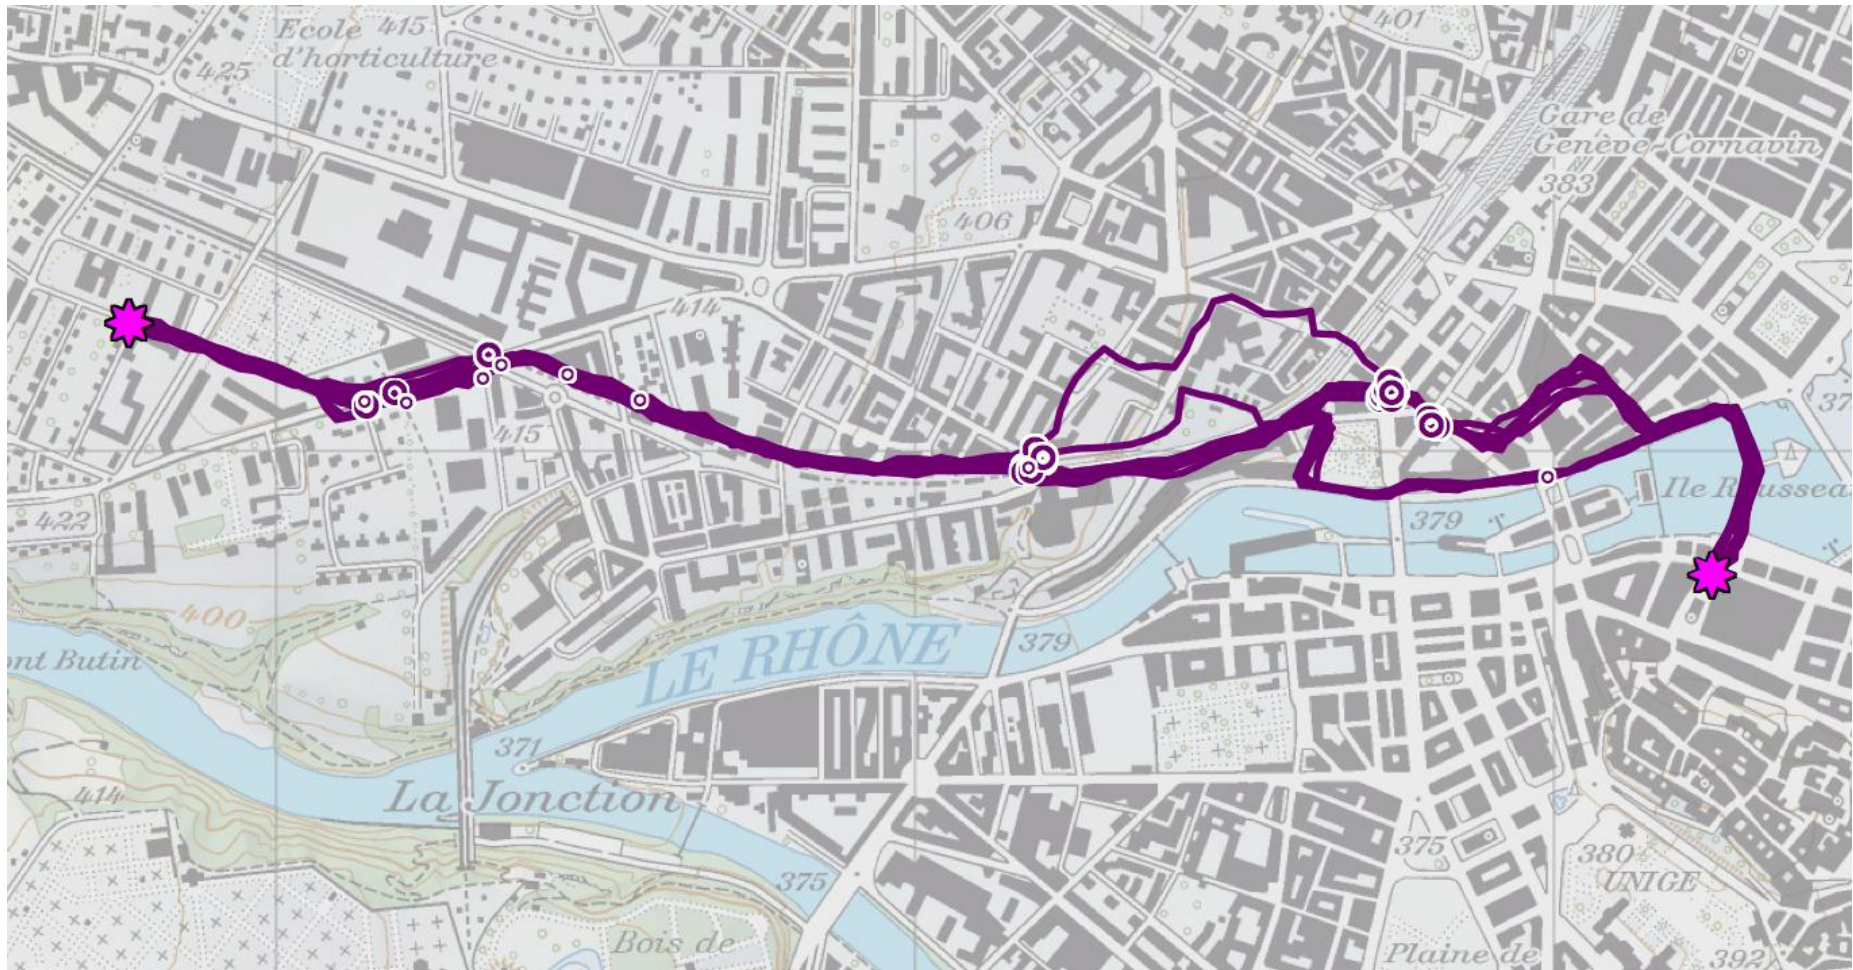 Ecole 415
d'horticulture
401
425
Gare de
Genève-Cornavin
383
406
414
415
Ile Rousseau
422
379
400
LE RHÔNE
379
ont Butin
371
La Jonction
414
375
380
UNIGE
375
Bois de
Plaine de
392